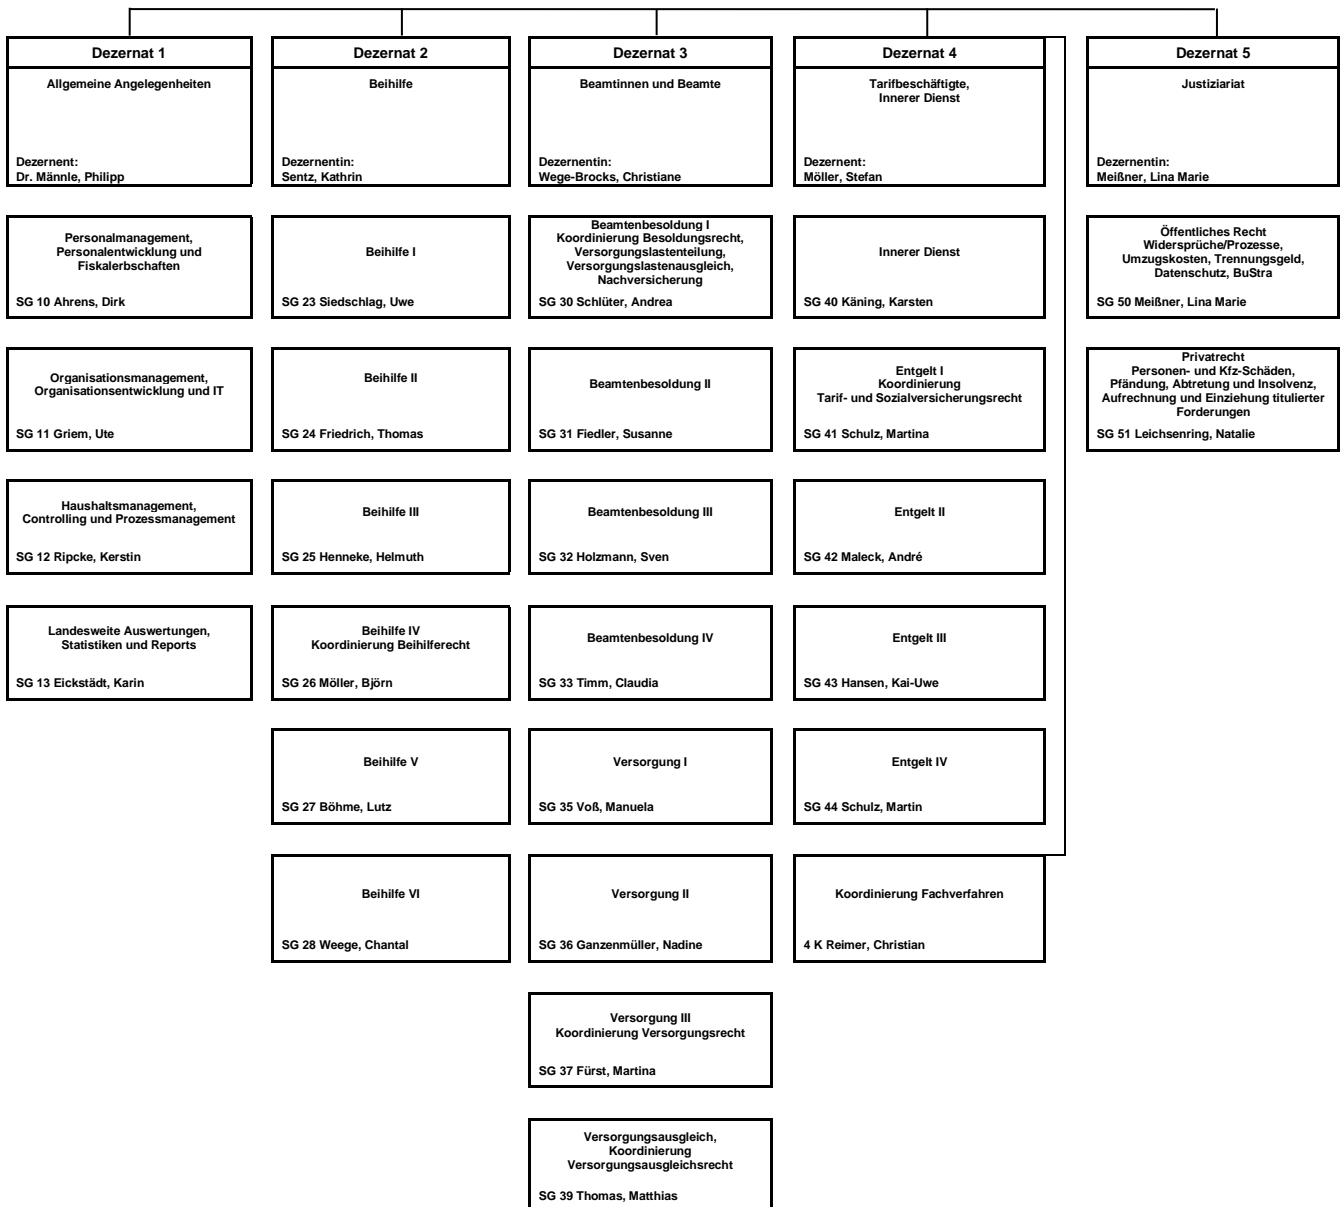 Dezernat 1
Allgemeine Angelegenheiten
Dezernent:
Dr. Männle, Philipp
Personalmanagement,
Personalentwicklung und
Fiskalerbschaften
SG 10 Ahrens, Dirk
Organisationsmanagement,
Organisationsentwicklung und IT
SG 11 Griem, Ute
Haushaltsmanagement,
Controlling und Prozessmanagement
SG 12 Ripcke, Kerstin
Landesweite Auswertungen,
Statistiken und Reports
SG 13 Eickstädt, Karin
Dezernat 2
Beihilfe
Dezernentin:
Sentz, Kathrin
Beihilfe I
SG 23 Siedschlag, Uwe
Beihilfe II
SG 24 Friedrich, Thomas
Beihilfe III
SG 25 Henneke, Helmuth
Beihilfe IV
Koordinierung Beihilferecht
SG 26 Möller, Björn
Beihilfe V
SG 27 Böhme, Lutz
Beihilfe VI
SG 28 Weege, Chantal
Dezernat 3
Beamtinnen und Beamte
Dezernentin:
Wege-Brocks, Christiane
Beamtenbesoldung I
Koordinierung Besoldungsrecht,
Versorgungslastenteilung,
Versorgungslastenausgleich,
Nachversicherung
SG 30 Schlüter, Andrea
Beamtenbesoldung II
SG 31 Fiedler, Susanne
Beamtenbesoldung III
SG 32 Holzmann, Sven
Beamtenbesoldung IV
SG 33 Timm, Claudia
Versorgung I
SG 35 Voß, Manuela
Versorgung II
SG 36 Ganzenmüller, Nadine
Versorgung III
Koordinierung Versorgungsrecht
SG 37 Fürst, Martina
Versorgungsausgleich,
Koordinierung
Versorgungsausgleichsrecht
SG 39 Thomas, Matthias
Dezernat 4
Tarifbeschäftigte,
Innerer Dienst
Dezernent:
Möller, Stefan
Innerer Dienst
SG 40 Käning, Karsten
Entgelt I
Koordinierung
Tarif- und Sozialversicherungsrecht
SG 41 Schulz, Martina
Entgelt II
SG 42 Maleck, André
Entgelt III
SG 43 Hansen, Kai-Uwe
Entgelt IV
SG 44 Schulz, Martin
Koordinierung Fachverfahren
4 K Reimer, Christian
Dezernat 5
Justiziariat
Dezernentin:
Meißner, Lina Marie
Öffentliches Recht
Widersprüche/Prozesse,
Umzugskosten, Trennungsgeld,
Datenschutz, BuStra
SG 50 Meißner, Lina Marie
Privatrecht
Personen- und Kfz-Schäden,
Pfändung, Abtretung und Insolvenz,
Aufrechnung und Einziehung titulierter
Forderungen
SG 51 Leichsenring, Natalie